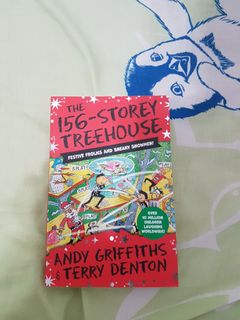 THE
156-STOREY
TREEHOUSE
FESTIVE FROLICS AND SNEAKY SNOWMEN!
SPLAT!
OVER
10 MILLION
CHILDREN
LAUGHING
WORLDWIDE!
ANDY GRIFFITHS
& TERRY DENTON